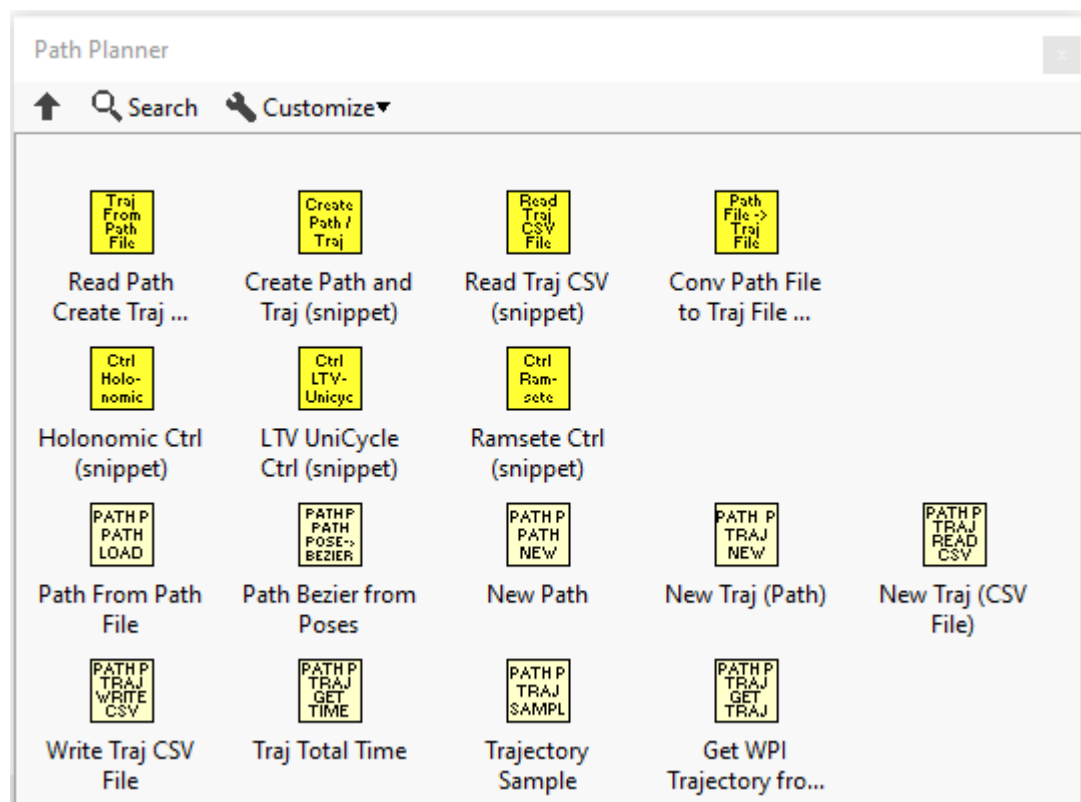 Path Planner
x
Search Customize
Traj
From
Path
File
Create
Path /
Traj
Read
Traj
CSV
File
Path
File ->
Traj
File
Read Path
Create Traj ...
Create Path and
Traj (snippet)
Read Traj CSV
(snippet)
Conv Path File
to Traj File ...
Ctrl
Holo-
nomic
Ctrl
LTV-
Unicyc
Ctrl
Ram-
sete
Holonomic Ctrl
(snippet)
LTV UniCycle
Ctrl (snippet)
Ramsete Ctrl
(snippet)
PATH P
PATH
LOAD
PATH P
PATH
POSE->
BEZIER
PATH P
PATH
NEW
PATH P
TRAJ
NEW
PATH P
TRAJ
READ
CSV
Path From Path
File
Path Bezier from
Poses
New Path
New Traj (Path)
New Traj (CSV
File)
PATH P
TRAJ
WRITE
CSV
PATH P
TRAJ
GET
TIME
PATH P
TRAJ
SAMPL
PATH P
TRAJ
GET
TRAJ
Write Traj CSV
File
Traj Total Time
Trajectory
Sample
Get WPI
Trajectory fro...